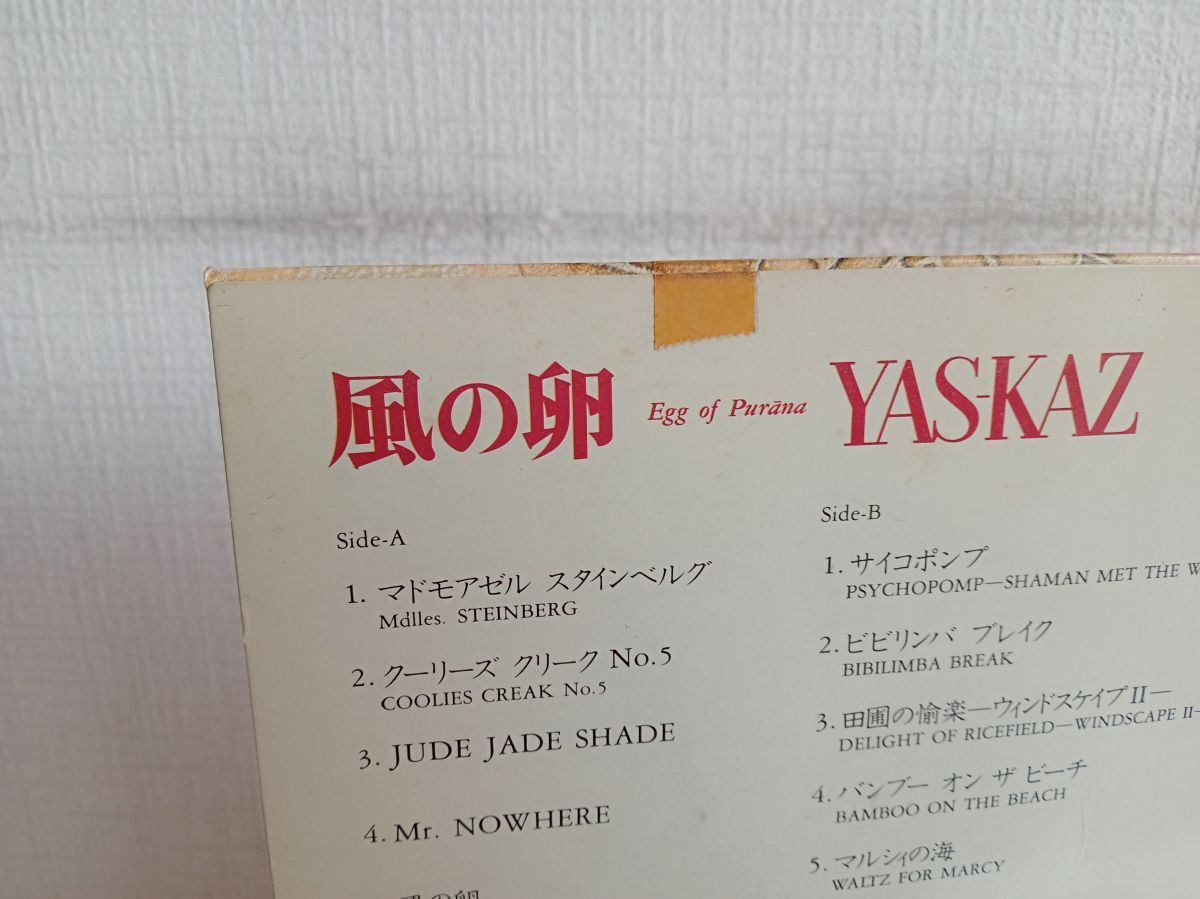 風の卵 Egg of Purāna YAS-KAZ
Side-A
1. マドモアゼル スタインベルグ
Mdlles. STEINBERG
2. クーリーズ クリーク No.5
COOLIES CREAK No.5
3. JUDE JADE SHADE
4. Mr. NOWHERE
風の卵
Side-B
1. サイコポンプ
PSYCHOPOMP—SHAMAN MET THE W
2. ビビリンバ ブレイク
BIBILIMBA BREAK
3. 田圃の愉楽—ウィンドスケイプII—
DELIGHT OF RICEFIELD—WINDSCAPE II—
4. バンブー オン ザ ビーチ
BAMBOO ON THE BEACH
5. マルシィの海
WALTZ FOR MARCY